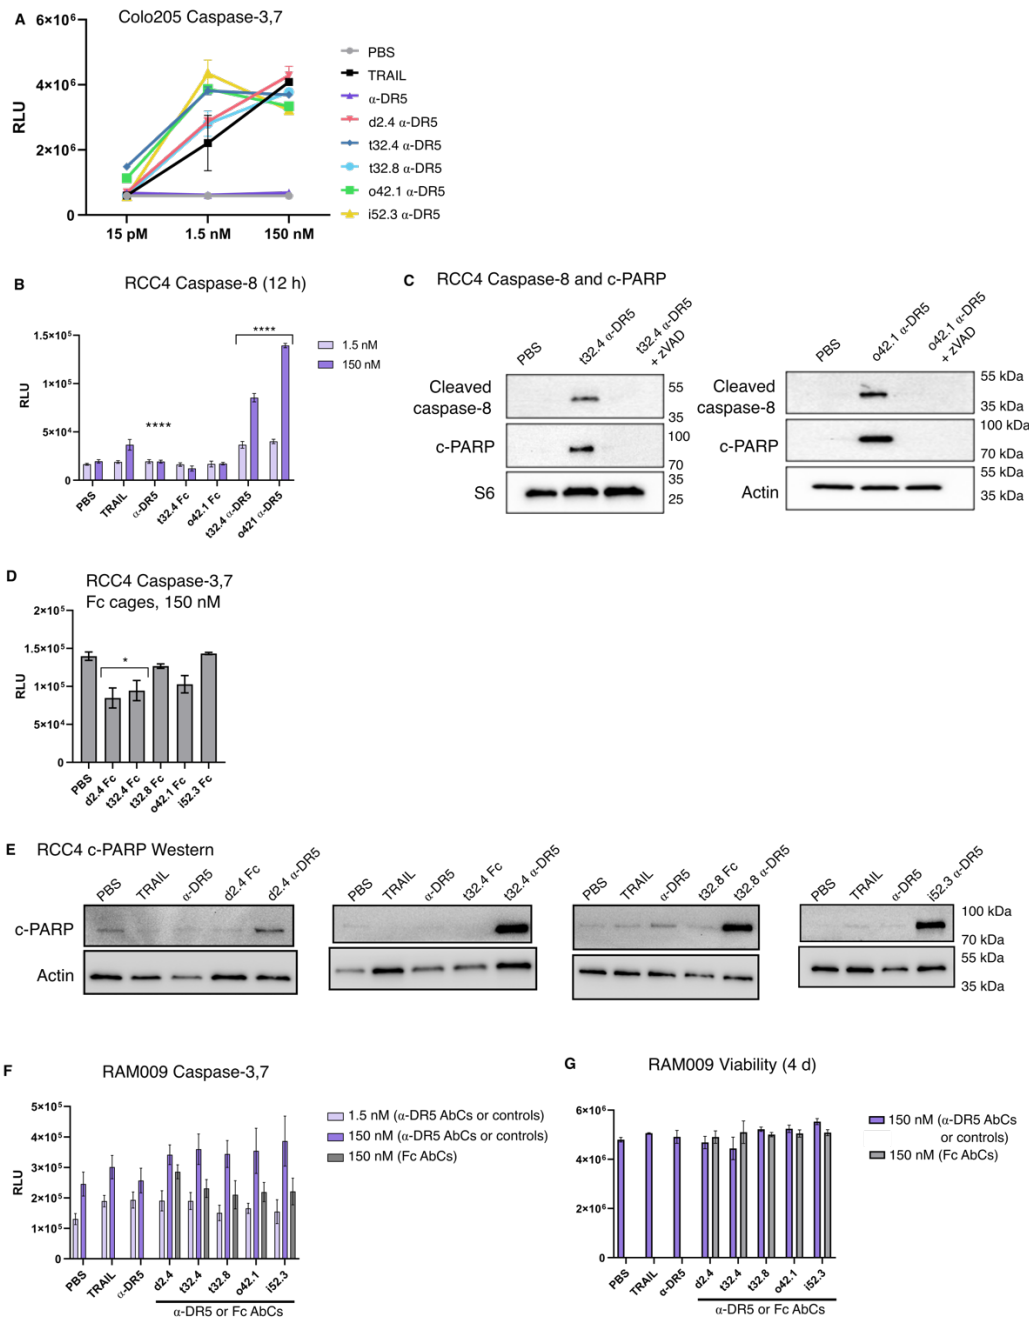 A
Colo205 Caspase-3,7
6×10⁶
4×10⁶
2×10⁶
0
RLU
15 pM 1.5 nM 150 nM
PBS
TRAIL
α-DR5
d2.4 α-DR5
t32.4 α-DR5
t32.8 α-DR5
o42.1 α-DR5
i52.3 α-DR5
B
RCC4 Caspase-8 (12 h)
1.5×10⁵
1×10⁵
5×10⁴
0
RLU
****
****
1.5 nM
150 nM
PBS
TRAIL
α-DR5
t32.4 Fc
o42.1 Fc
t32.4 α-DR5
o421 α-DR5
C
RCC4 Caspase-8 and c-PARP
PBS
t32.4 α-DR5
t32.4 α-DR5
+ zVAD
Cleaved
caspase-8
c-PARP
S6
55
35
100
70
35
25
PBS
o42.1 α-DR5
o42.1 α-DR5
+ zVAD
Cleaved
caspase-8
c-PARP
Actin
55 kDa
35 kDa
100 kDa
70 kDa
55 kDa
35 kDa
D
RCC4 Caspase-3,7
Fc cages, 150 nM
2×10⁵
1.5×10⁵
1×10⁵
5×10⁴
0
RLU
*
PBS
d2.4 Fc
t32.4 Fc
t32.8 Fc
o42.1 Fc
i52.3 Fc
E
RCC4 c-PARP Western
PBS
TRAIL
α-DR5
d2.4 Fc
d2.4 α-DR5
PBS
TRAIL
α-DR5
t32.4 Fc
t32.4 α-DR5
PBS
TRAIL
α-DR5
t32.8 Fc
t32.8 α-DR5
PBS
TRAIL
α-DR5
i52.3 α-DR5
c-PARP
Actin
100 kDa
70 kDa
55 kDa
35 kDa
F
RAM009 Caspase-3,7
5×10⁵
4×10⁵
3×10⁵
2×10⁵
1×10⁵
0
RLU
1.5 nM (α-DR5 AbCs or controls)
150 nM (α-DR5 AbCs or controls)
150 nM (Fc AbCs)
PBS
TRAIL
α-DR5
d2.4
t32.4
t32.8
o42.1
i52.3
α-DR5 or Fc AbCs
G
RAM009 Viability (4 d)
6×10⁶
4×10⁶
2×10⁶
0
150 nM (α-DR5 AbCs
or controls)
150 nM (Fc AbCs)
PBS
TRAIL
α-DR5
d2.4
t32.4
t32.8
o42.1
i52.3
α-DR5 or Fc AbCs